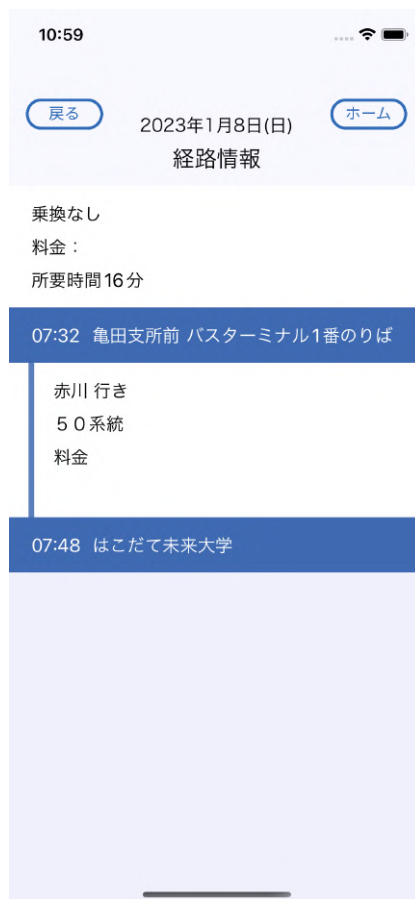 10:59
戻る
ホーム
2023年1月8日(日)
経路情報
乗換なし
料金：
所要時間16分
07:32 亀田支所前 バスターミナル1番のりば
赤川 行き
５０系統
料金
07:48 はこだて未来大学